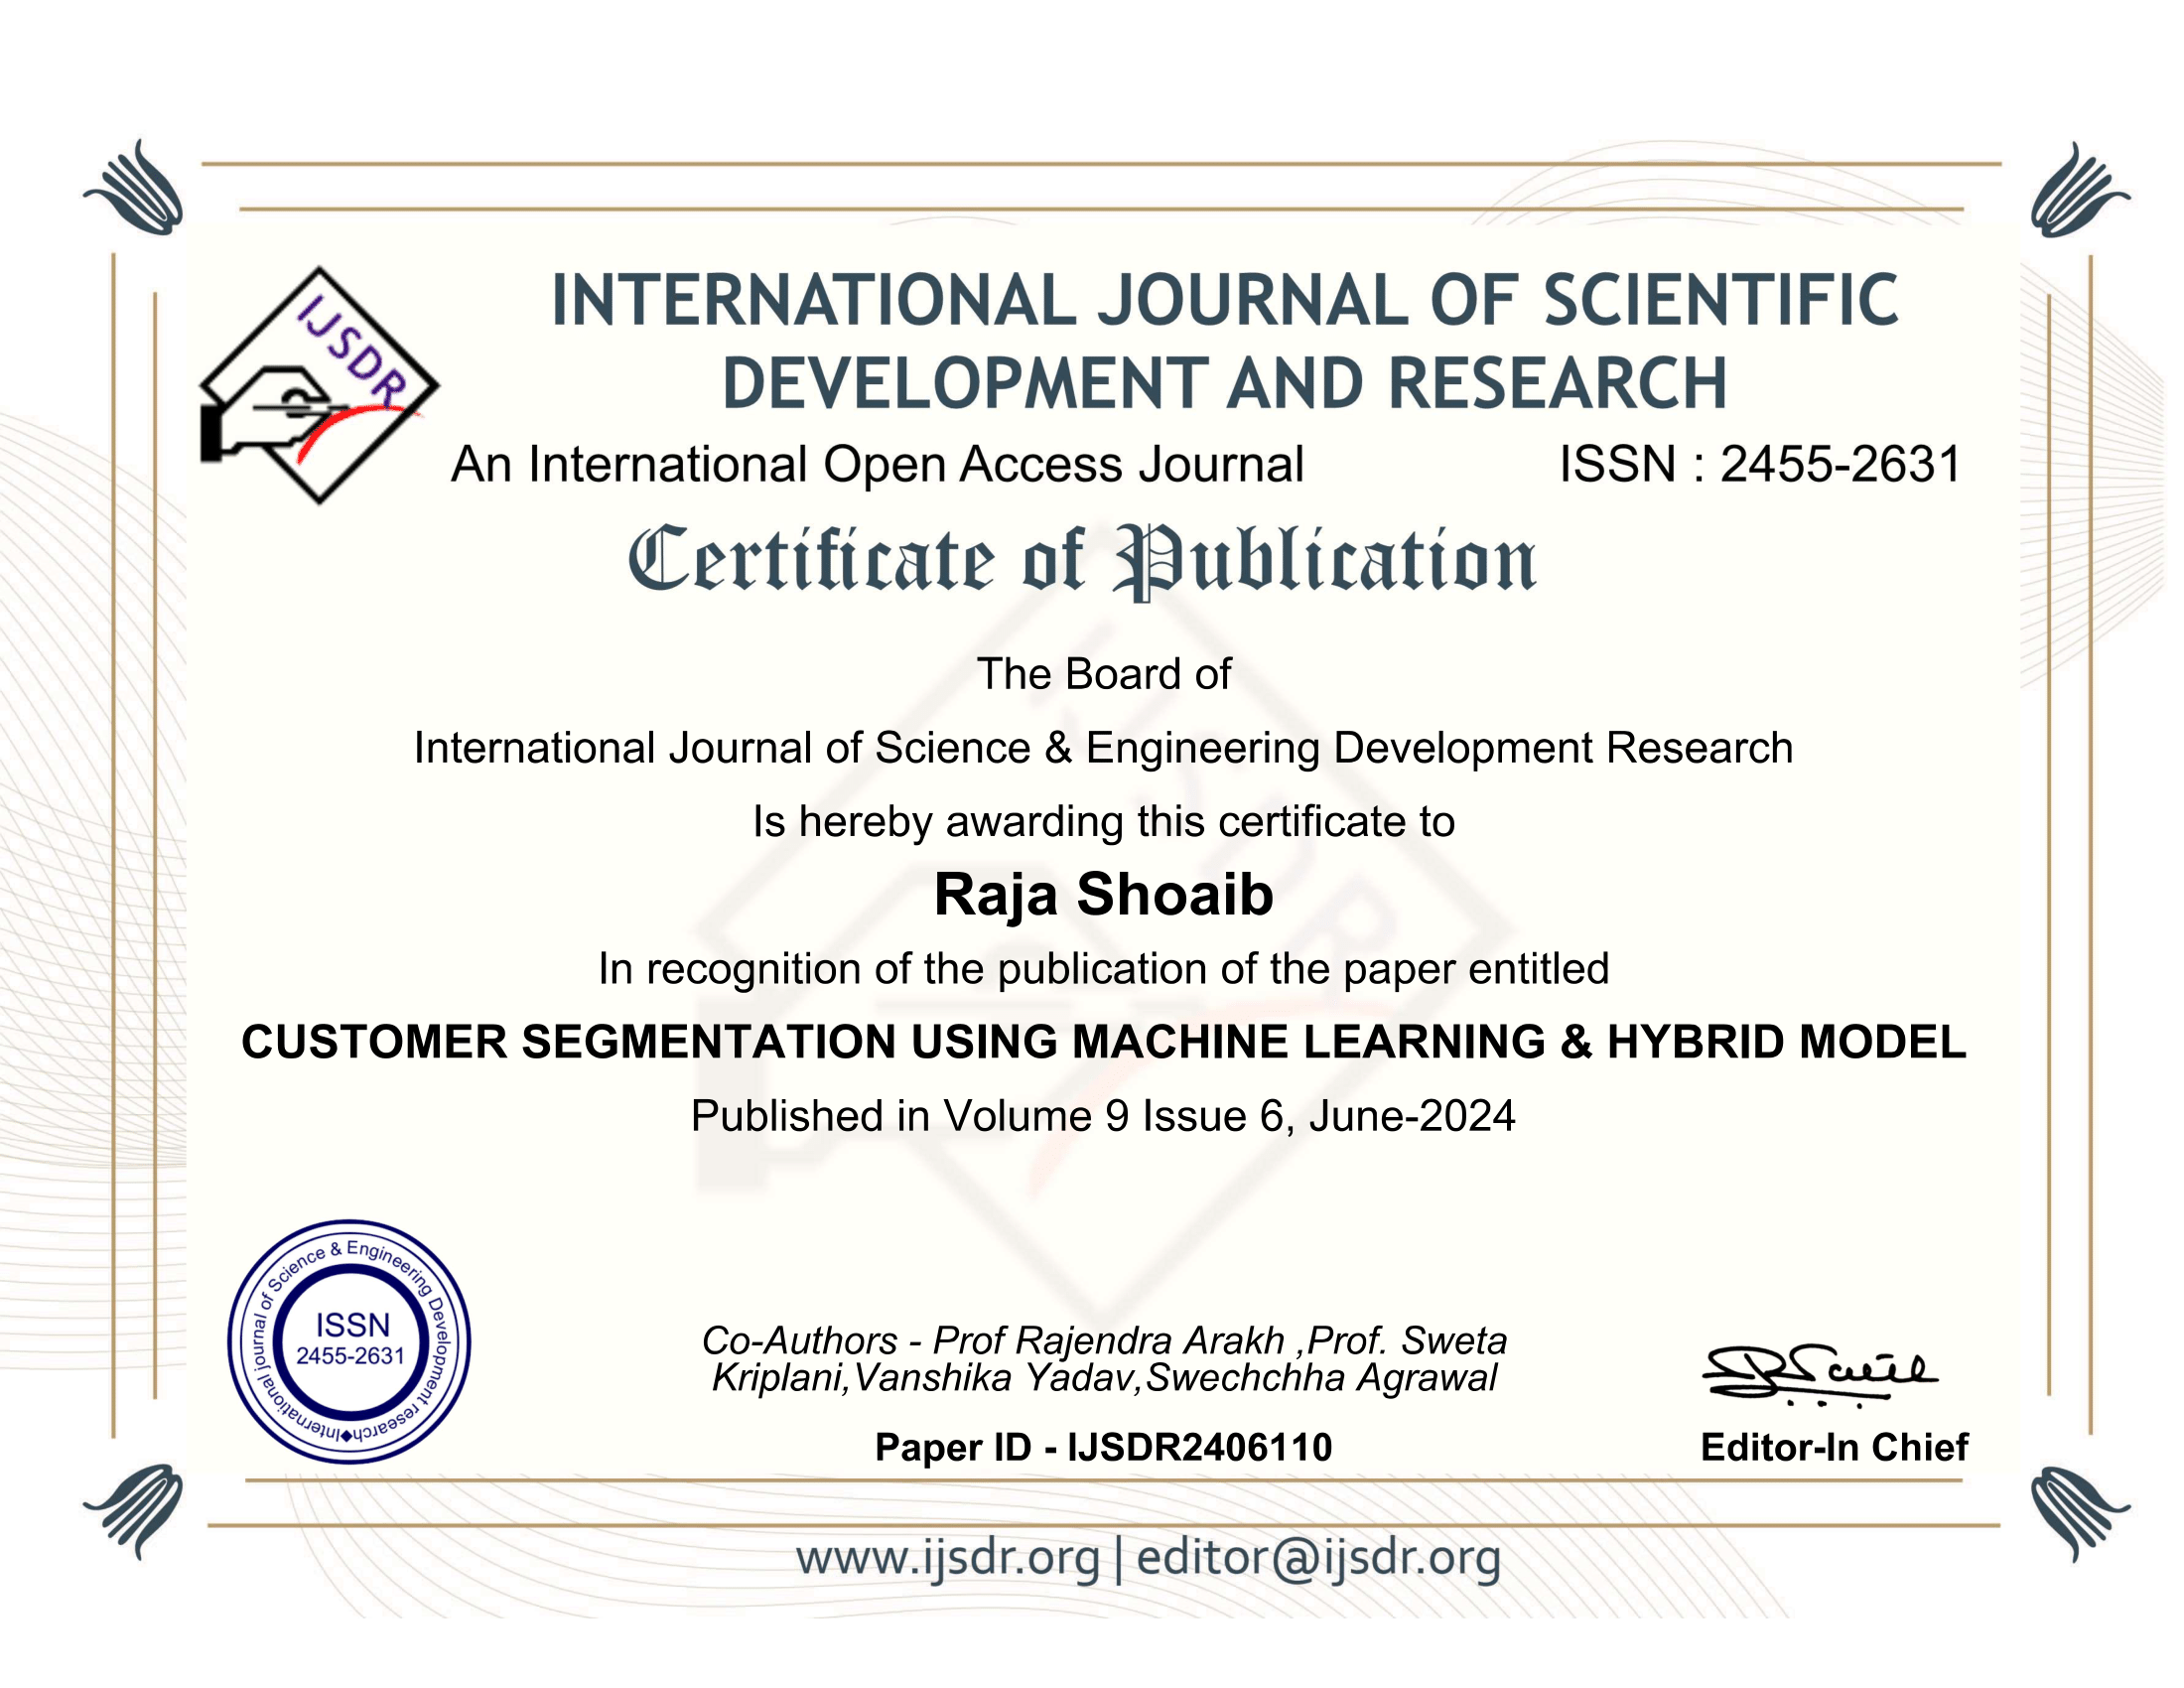 IJSDR
INTERNATIONAL JOURNAL OF SCIENTIFIC
DEVELOPMENT AND RESEARCH
An International Open Access Journal ISSN : 2455-2631
Certificate of Publication
The Board of
International Journal of Science & Engineering Development Research
Is hereby awarding this certificate to
Raja Shoaib
In recognition of the publication of the paper entitled
CUSTOMER SEGMENTATION USING MACHINE LEARNING & HYBRID MODEL
Published in Volume 9 Issue 6, June-2024
International journal of Science & Engineering Development research
ISSN
2455-2631
Co-Authors - Prof Rajendra Arakh ,Prof. Sweta
Kriplani,Vanshika Yadav,Swechchha Agrawal
Paper ID - IJSDR2406110
Editor-In Chief
www.ijsdr.org | editor@ijsdr.org